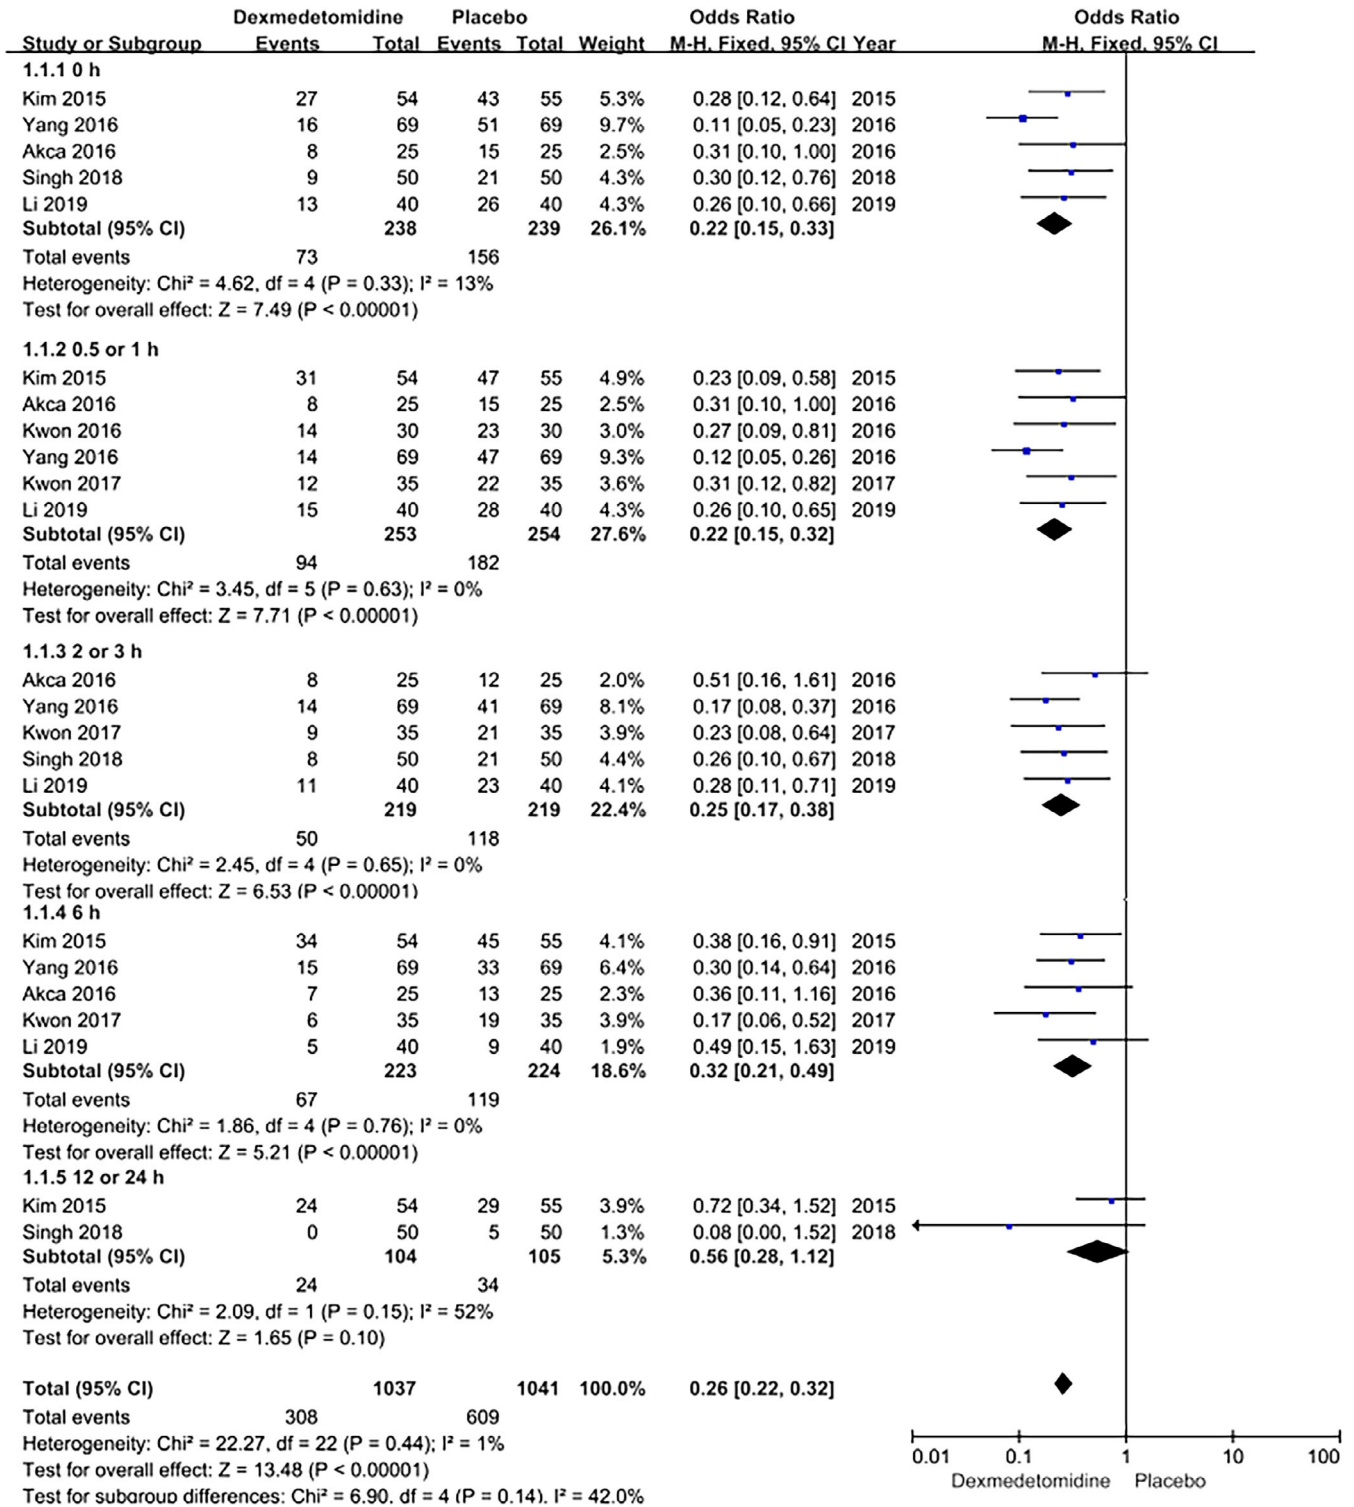 Dexmedetomidine Placebo Odds Ratio Odds Ratio
Study or Subgroup Events Total Events Total Weight M-H, Fixed, 95% CI Year M-H, Fixed, 95% CI
1.1.1 0 h
Kim 2015 27 54 43 55 5.3% 0.28 [0.12, 0.64] 2015
Yang 2016 16 69 51 69 9.7% 0.11 [0.05, 0.23] 2016
Akca 2016 8 25 15 25 2.5% 0.31 [0.10, 1.00] 2016
Singh 2018 9 50 21 50 4.3% 0.30 [0.12, 0.76] 2018
Li 2019 13 40 26 40 4.3% 0.26 [0.10, 0.66] 2019
Subtotal (95% CI) 238 239 26.1% 0.22 [0.15, 0.33]
Total events 73 156
Heterogeneity: Chi² = 4.62, df = 4 (P = 0.33); I² = 13%
Test for overall effect: Z = 7.49 (P < 0.00001)
1.1.2 0.5 or 1 h
Kim 2015 31 54 47 55 4.9% 0.23 [0.09, 0.58] 2015
Akca 2016 8 25 15 25 2.5% 0.31 [0.10, 1.00] 2016
Kwon 2016 14 30 23 30 3.0% 0.27 [0.09, 0.81] 2016
Yang 2016 14 69 47 69 9.3% 0.12 [0.05, 0.26] 2016
Kwon 2017 12 35 22 35 3.6% 0.31 [0.12, 0.82] 2017
Li 2019 15 40 28 40 4.3% 0.26 [0.10, 0.65] 2019
Subtotal (95% CI) 253 254 27.6% 0.22 [0.15, 0.32]
Total events 94 182
Heterogeneity: Chi² = 3.45, df = 5 (P = 0.63); I² = 0%
Test for overall effect: Z = 7.71 (P < 0.00001)
1.1.3 2 or 3 h
Akca 2016 8 25 12 25 2.0% 0.51 [0.16, 1.61] 2016
Yang 2016 14 69 41 69 8.1% 0.17 [0.08, 0.37] 2016
Kwon 2017 9 35 21 35 3.9% 0.23 [0.08, 0.64] 2017
Singh 2018 8 50 21 50 4.4% 0.26 [0.10, 0.67] 2018
Li 2019 11 40 23 40 4.1% 0.28 [0.11, 0.71] 2019
Subtotal (95% CI) 219 219 22.4% 0.25 [0.17, 0.38]
Total events 50 118
Heterogeneity: Chi² = 2.45, df = 4 (P = 0.65); I² = 0%
Test for overall effect: Z = 6.53 (P < 0.00001)
1.1.4 6 h
Kim 2015 34 54 45 55 4.1% 0.38 [0.16, 0.91] 2015
Yang 2016 15 69 33 69 6.4% 0.30 [0.14, 0.64] 2016
Akca 2016 7 25 13 25 2.3% 0.36 [0.11, 1.16] 2016
Kwon 2017 6 35 19 35 3.9% 0.17 [0.06, 0.52] 2017
Li 2019 5 40 9 40 1.9% 0.49 [0.15, 1.63] 2019
Subtotal (95% CI) 223 224 18.6% 0.32 [0.21, 0.49]
Total events 67 119
Heterogeneity: Chi² = 1.86, df = 4 (P = 0.76); I² = 0%
Test for overall effect: Z = 5.21 (P < 0.00001)
1.1.5 12 or 24 h
Kim 2015 24 54 29 55 3.9% 0.72 [0.34, 1.52] 2015
Singh 2018 0 50 5 50 1.3% 0.08 [0.00, 1.52] 2018
Subtotal (95% CI) 104 105 5.3% 0.56 [0.28, 1.12]
Total events 24 34
Heterogeneity: Chi² = 2.09, df = 1 (P = 0.15); I² = 52%
Test for overall effect: Z = 1.65 (P = 0.10)
Total (95% CI) 1037 1041 100.0% 0.26 [0.22, 0.32]
Total events 308 609
Heterogeneity: Chi² = 22.27, df = 22 (P = 0.44); I² = 1%
Test for overall effect: Z = 13.48 (P < 0.00001)
Test for subgroup differences: Chi² = 6.90, df = 4 (P = 0.14), I² = 42.0%
0.01 0.1 1 10 100
Dexmedetomidine Placebo